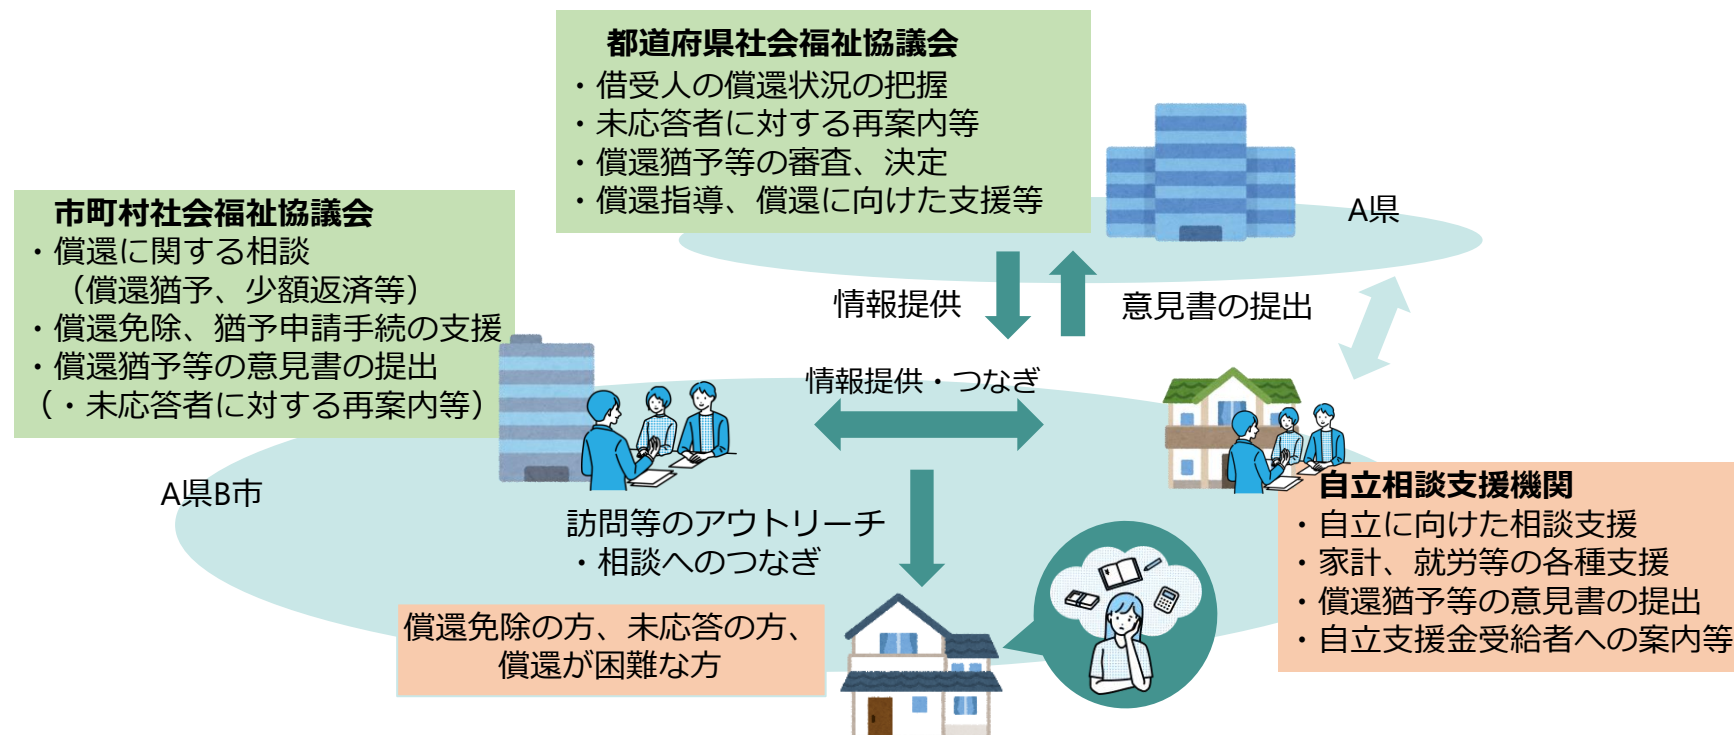 都道府県社会福祉協議会
・借受人の償還状況の把握
・未応答者に対する再案内等
・償還猶予等の審査、決定
・償還指導、償還に向けた支援等
A県
市町村社会福祉協議会
・償還に関する相談
（償還猶予、少額返済等）
・償還免除、猶予申請手続の支援
・償還猶予等の意見書の提出
（・未応答者に対する再案内等）
情報提供
意見書の提出
情報提供・つなぎ
A県B市
訪問等のアウトリーチ
・相談へのつなぎ
自立相談支援機関
・自立に向けた相談支援
・家計、就労等の各種支援
・償還猶予等の意見書の提出
・自立支援金受給者への案内等
償還免除の方、未応答の方、
償還が困難な方